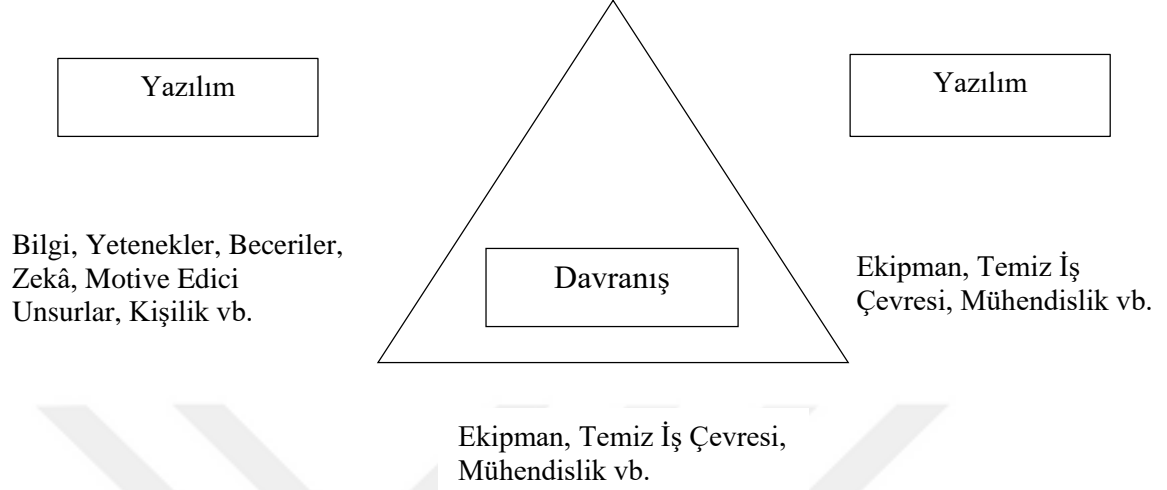 Yazılım
Yazılım
Bilgi, Yetenekler, Beceriler,
Zekâ, Motive Edici
Unsurlar, Kişilik vb.
Davranış
Ekipman, Temiz İş
Çevresi, Mühendislik vb.
Ekipman, Temiz İş Çevresi,
Mühendislik vb.